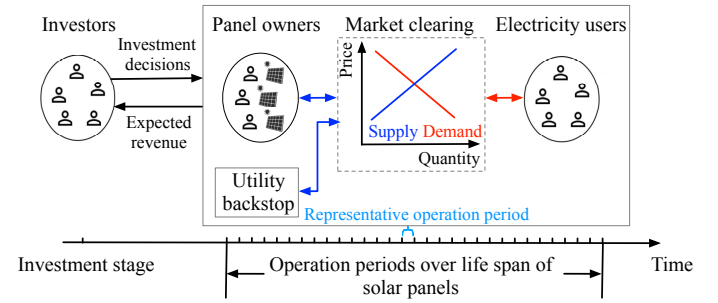 Investors
Panel owners
Market clearing
Electricity users
Investment
decisions
Expected
revenue
Price
Supply Demand
Quantity
Utility
backstop
Representative operation period
Investment stage
Operation periods over life span of
solar panels
Time